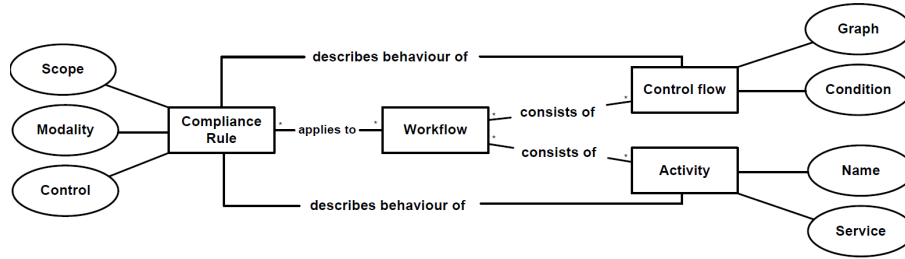 Graph
describes behaviour of
Scope
Control flow
Condition
consists of
Compliance
Rule
* applies to *
Workflow
* *
* *
Modality
consists of
Activity
Name
Control
describes behaviour of
Service